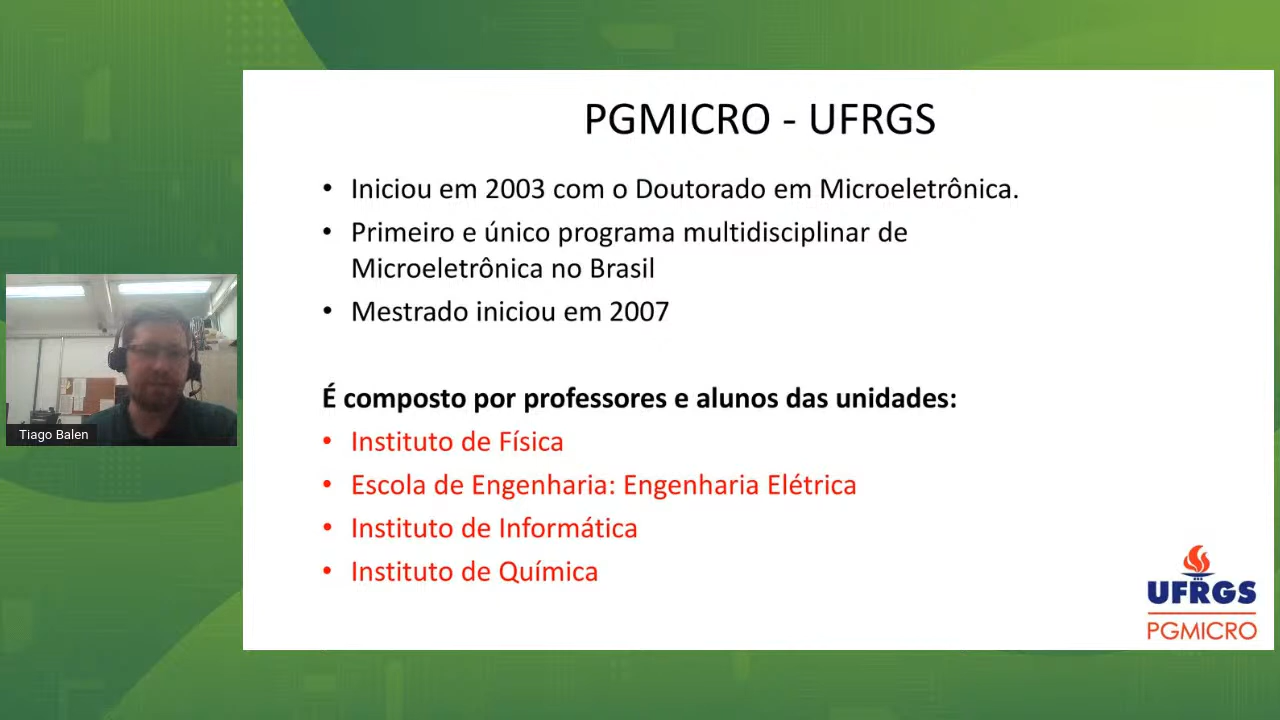 PGMICRO - UFRGS
• Iniciou em 2003 com o Doutorado em Microeletrônica.
• Primeiro e único programa multidisciplinar de
Microeletrônica no Brasil
• Mestrado iniciou em 2007
É composto por professores e alunos das unidades:
• Instituto de Física
• Escola de Engenharia: Engenharia Elétrica
• Instituto de Informática
• Instituto de Química
Tiago Balen
UFRGS
PGMICRO